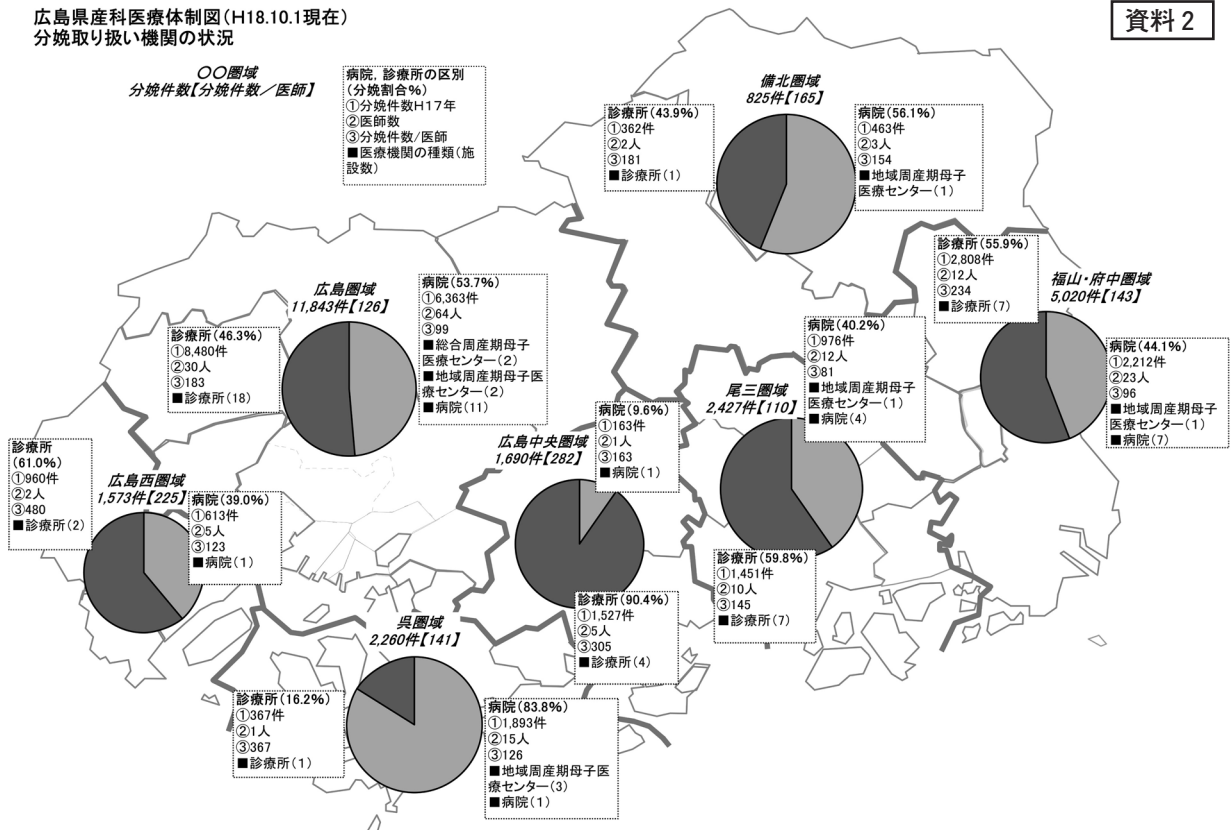 広島県産科医療体制図(H18.10.1現在)
分娩取り扱い機関の状況
資料2
〇〇圏域
分娩件数【分娩件数／医師】
病院，診療所の区別
(分娩割合%)
①分娩件数H17年
②医師数
③分娩件数/医師
■医療機関の種類(施
設数)
備北圏域
825件【165】
診療所(43.9%)
①362件
②2人
③181
■診療所(1)
病院(56.1%)
①463件
②3人
③154
■地域周産期母子
医療センター(1)
広島圏域
11,843件【126】
診療所(46.3%)
①8,480件
②30人
③183
■診療所(18)
病院(53.7%)
①6,363件
②64人
③99
■総合周産期母子
医療センター(2)
■地域周産期母子医
療センター(2)
■病院(11)
福山・府中圏域
5,020件【143】
診療所(55.9%)
①2,808件
②12人
③234
■診療所(7)
病院(44.1%)
①2,212件
②23人
③96
■地域周産期母子
医療センター(1)
■病院(7)
尾三圏域
2,427件【110】
病院(40.2%)
①976件
②12人
③81
■地域周産期母子
医療センター(1)
■病院(4)
診療所(59.8%)
①1,451件
②10人
③145
■診療所(7)
広島中央圏域
1,690件【282】
病院(9.6%)
①163件
②1人
③163
■病院(1)
診療所(90.4%)
①1,527件
②5人
③305
■診療所(4)
広島西圏域
1,573件【225】
診療所
(61.0%)
①960件
②2人
③480
■診療所(2)
病院(39.0%)
①613件
②5人
③123
■病院(1)
呉圏域
2,260件【141】
診療所(16.2%)
①367件
②1人
③367
■診療所(1)
病院(83.8%)
①1,893件
②15人
③126
■地域周産期母子医
療センター(3)
■病院(1)